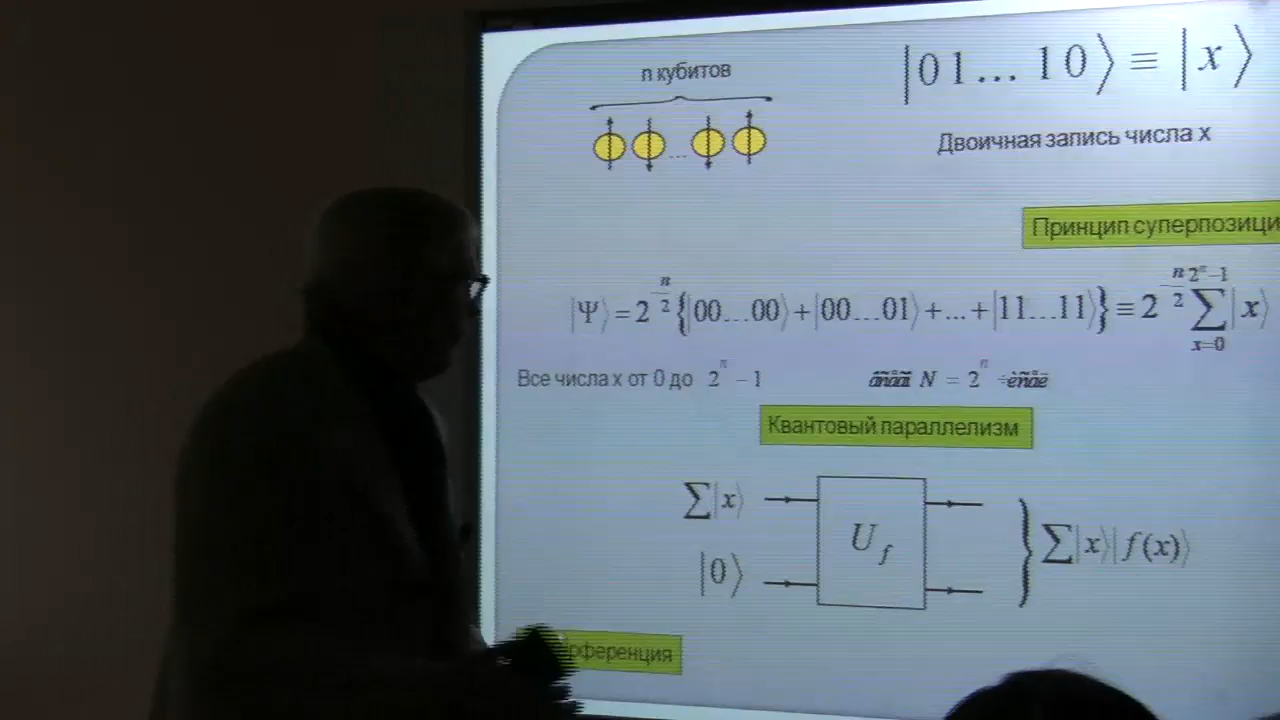 n кубитов
|01... 10⟩ ≡ |x⟩
Двоичная запись числа x
Принцип суперпозици
|Ψ⟩ = 2^{-n/2} {|00...00⟩ + |00...01⟩ + ... + |11...11⟩} ≡ 2^{-n/2} ∑_{x=0}^{2^n-1} |x⟩
Все числа x от 0 до 2^n − 1
N = 2^n
Квантовый параллелизм
∑|x⟩
U_f
|0⟩
∑|x⟩|f(x)⟩
рференция